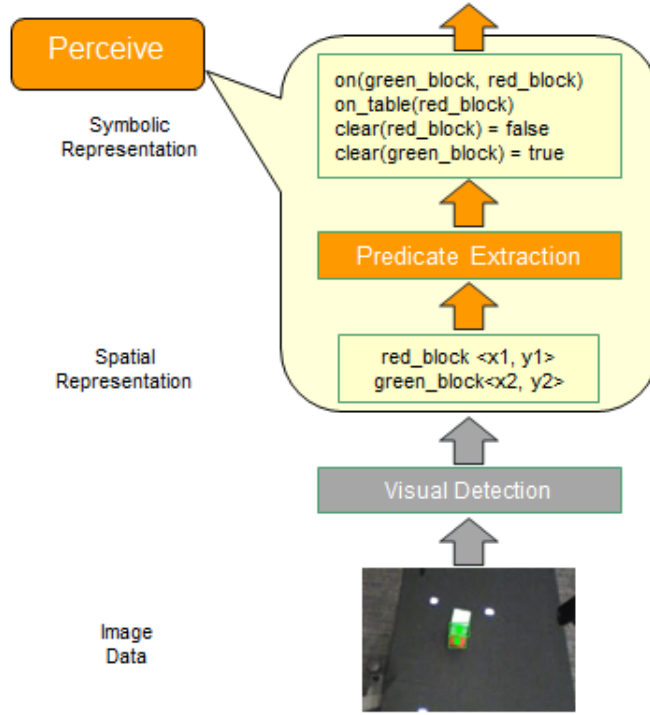 Perceive
on(green_block, red_block)
on_table(red_block)
clear(red_block) = false
clear(green_block) = true
Symbolic
Representation
Predicate Extraction
red_block <x1, y1>
green_block<x2, y2>
Spatial
Representation
Visual Detection
Image
Data